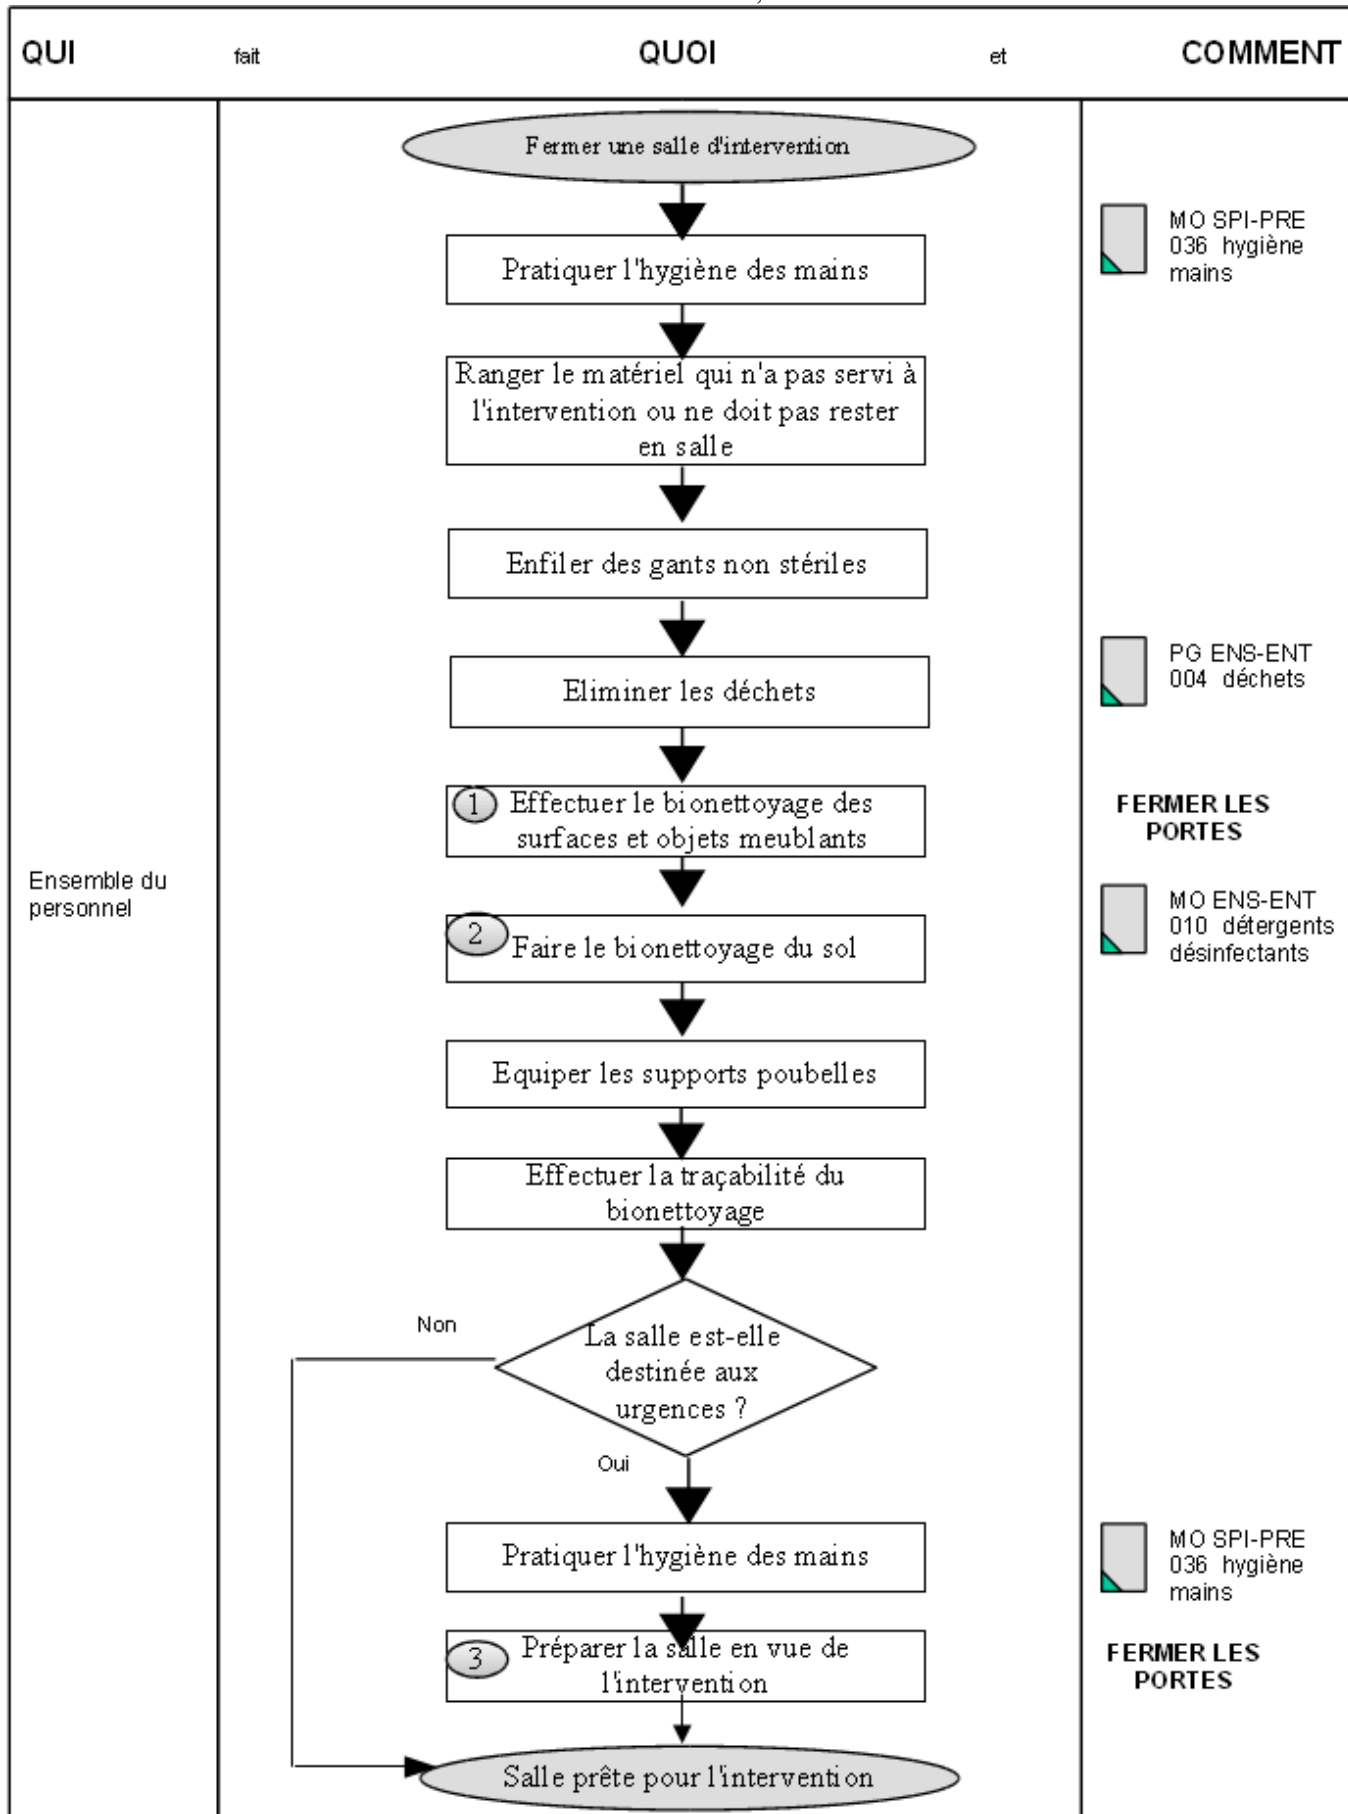 QUI fait QUOI et COMMENT
Fermer une salle d'intervention
MO SPI-PRE
036 hygiène
mains
Pratiquer l'hygiène des mains
Ranger le matériel qui n'a pas servi à
l'intervention ou ne doit pas rester
en salle
Enfiler des gants non stériles
PG ENS-ENT
004 déchets
Eliminer les déchets
1 Effectuer le bionettoyage des
surfaces et objets meublants
FERMER LES
PORTES
Ensemble du
personnel
MO ENS-ENT
010 détergents
désinfectants
2 Faire le bionettoyage du sol
Equiper les supports poubelles
Effectuer la traçabilité du
bionettoyage
Non
La salle est-elle
destinée aux
urgences ?
Oui
Pratiquer l'hygiène des mains
MO SPI-PRE
036 hygiène
mains
3 Préparer la salle en vue de
l'intervention
FERMER LES
PORTES
Salle prête pour l'intervention